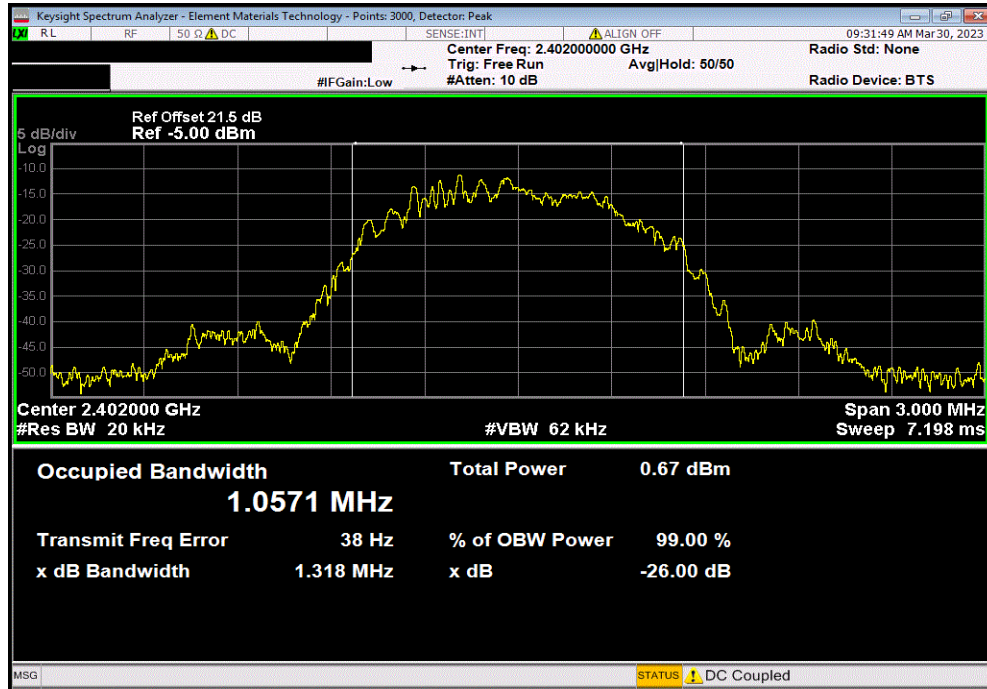 Keysight Spectrum Analyzer - Element Materials Technology - Points: 3000, Detector: Peak
LXI RL RF 50 Ω DC SENSE:INT ALIGN OFF 09:31:49 AM Mar 30, 2023
Center Freq: 2.402000000 GHz Radio Std: None
Trig: Free Run Avg|Hold: 50/50
#IFGain:Low #Atten: 10 dB Radio Device: BTS
Ref Offset 21.5 dB
5 dB/div Ref -5.00 dBm
Log
-10.0
-15.0
-20.0
-25.0
-30.0
-35.0
-40.0
-45.0
-50.0
Center 2.402000 GHz Span 3.000 MHz
#Res BW 20 kHz #VBW 62 kHz Sweep 7.198 ms
Occupied Bandwidth Total Power 0.67 dBm
1.0571 MHz
Transmit Freq Error 38 Hz % of OBW Power 99.00 %
x dB Bandwidth 1.318 MHz x dB -26.00 dB
MSG STATUS DC Coupled